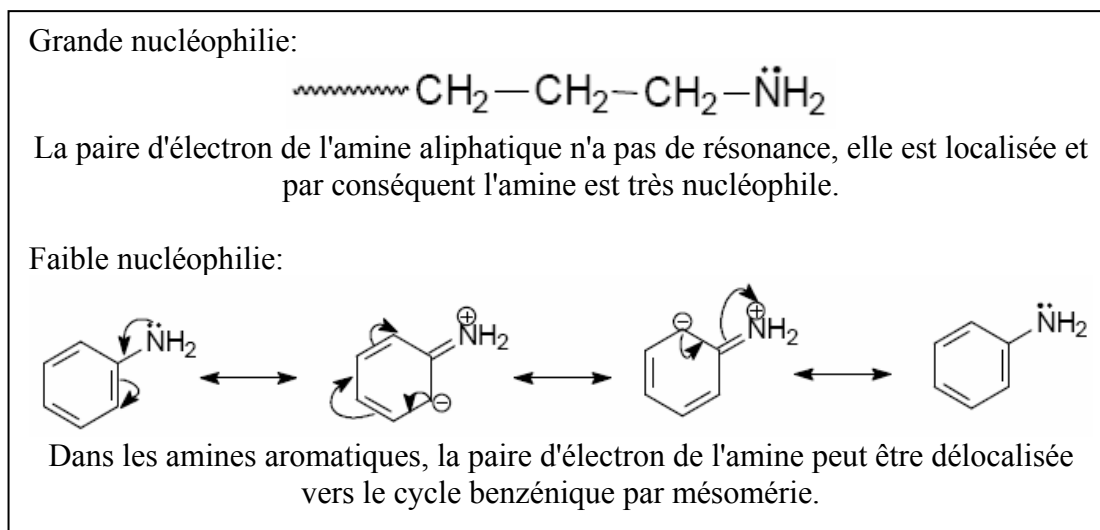 Grande nucléophilie:
CH₂—CH₂—CH₂—N̈H₂
La paire d'électron de l'amine aliphatique n'a pas de résonance, elle est localisée et
par conséquent l'amine est très nucléophile.
Faible nucléophilie:
N̈H₂ ⊕NH₂ ⊖ ⊖ ⊕NH₂ N̈H₂
Dans les amines aromatiques, la paire d'électron de l'amine peut être délocalisée
vers le cycle benzénique par mésomérie.